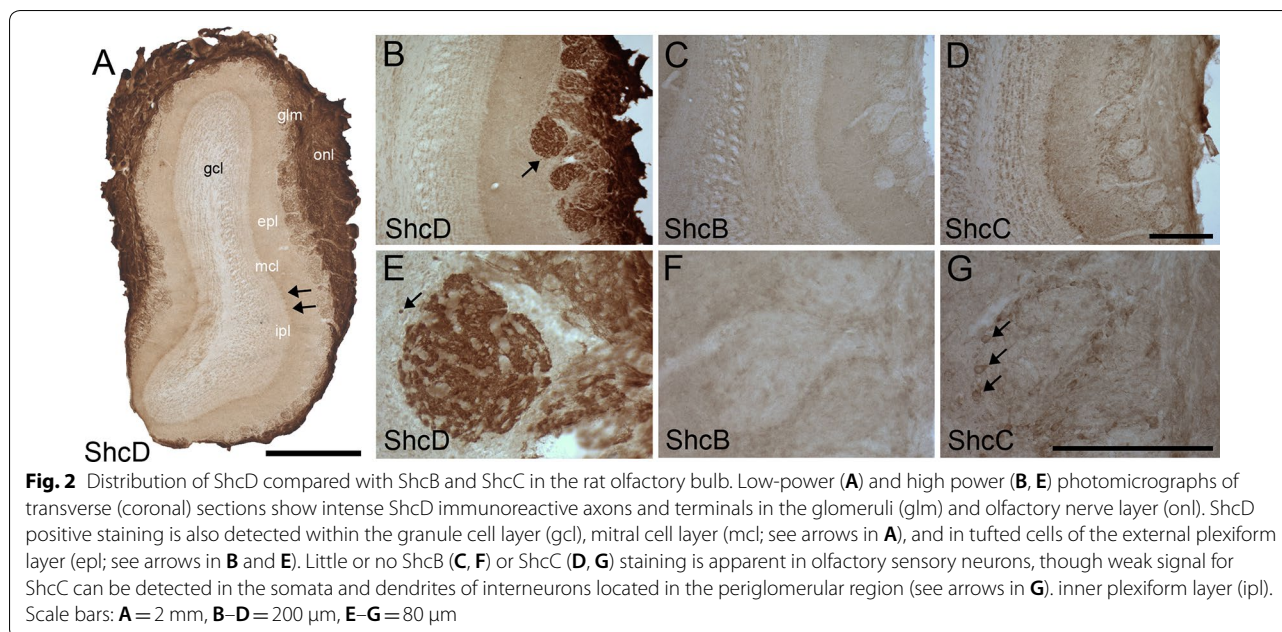 A
glm
gcl
onl
epl
mcl
ipl
ShcD
B
ShcD
C
ShcB
D
ShcC
E
ShcD
F
ShcB
G
ShcC
Fig. 2 Distribution of ShcD compared with ShcB and ShcC in the rat olfactory bulb. Low-power (A) and high power (B, E) photomicrographs of
transverse (coronal) sections show intense ShcD immunoreactive axons and terminals in the glomeruli (glm) and olfactory nerve layer (onl). ShcD
positive staining is also detected within the granule cell layer (gcl), mitral cell layer (mcl; see arrows in A), and in tufted cells of the external plexiform
layer (epl; see arrows in B and E). Little or no ShcB (C, F) or ShcC (D, G) staining is apparent in olfactory sensory neurons, though weak signal for
ShcC can be detected in the somata and dendrites of interneurons located in the periglomerular region (see arrows in G). inner plexiform layer (ipl).
Scale bars: A = 2 mm, B–D = 200 µm, E–G = 80 µm